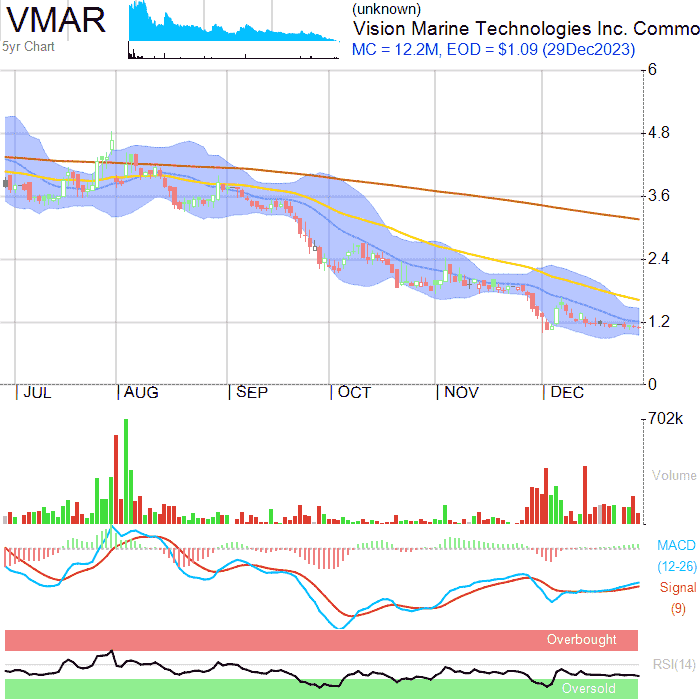 VMAR
5yr Chart
(unknown)
Vision Marine Technologies Inc. Commo
MC = 12.2M, EOD = $1.09 (29Dec2023)
6
4.8
3.6
2.4
1.2
0
JUL AUG SEP OCT NOV DEC
702k
Volume
MACD
(12-26)
Signal
(9)
Overbought
RSI(14)
Oversold